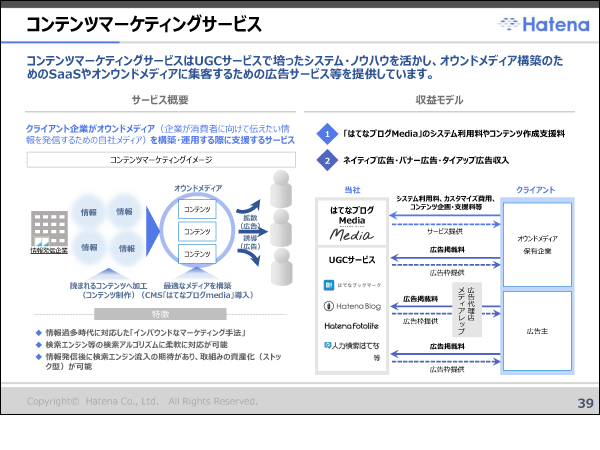 コンテンツマーケティングサービス
Hatena
コンテンツマーケティングサービスはUGCサービスで培ったシステム・ノウハウを活かし、オウンドメディア構築のた
めのSaaSやオンウンドメディアに集客するための広告サービス等を提供しています。
サービス概要
クライアント企業がオウンドメディア（企業が消費者に向けて伝えたい情
報を発信するための自社メディア）を構築・運用する際に支援するサービス
コンテンツマーケティングイメージ
オウンドメディア
情報
情報
情報
情報
コンテンツ
コンテンツ
コンテンツ
拡散
（広告）
誘導
（広告）
情報発信企業
読まれるコンテンツへ加工
（コンテンツ制作）
最適なメディアを構築
（CMS「はてなブログmedia」導入）
特徴
情報過多時代に対応した「インバウンドなマーケティング手法」
検索エンジン等の検索アルゴリズムに柔軟に対応が可能
情報発信後に検索エンジン流入の期待があり、取組みの資産化（ストッ
ク型）が可能
収益モデル
1 「はてなブログMedia」のシステム利用料やコンテンツ作成支援料
2 ネイティブ広告・バナー広告・タイアップ広告収入
当社
クライアント
はてなブログ
Media
Media
システム利用料、カスタマイズ費用、
コンテンツ企画・支援料等
サービス提供
オウンドメディア
保有企業
UGCサービス
広告掲載料
広告枠提供
はてなブックマーク
Hatena Blog
Hatena Fotolife
人力検索はてな
等
広告掲載料
広告枠提供
広告代理店
メディアレップ
広告主
広告掲載料
広告枠提供
Copyright© Hatena Co., Ltd. All Rights Reserved.
39